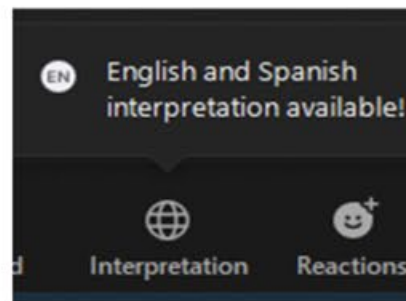 EN
English and Spanish
interpretation available!
d
Interpretation
Reactions